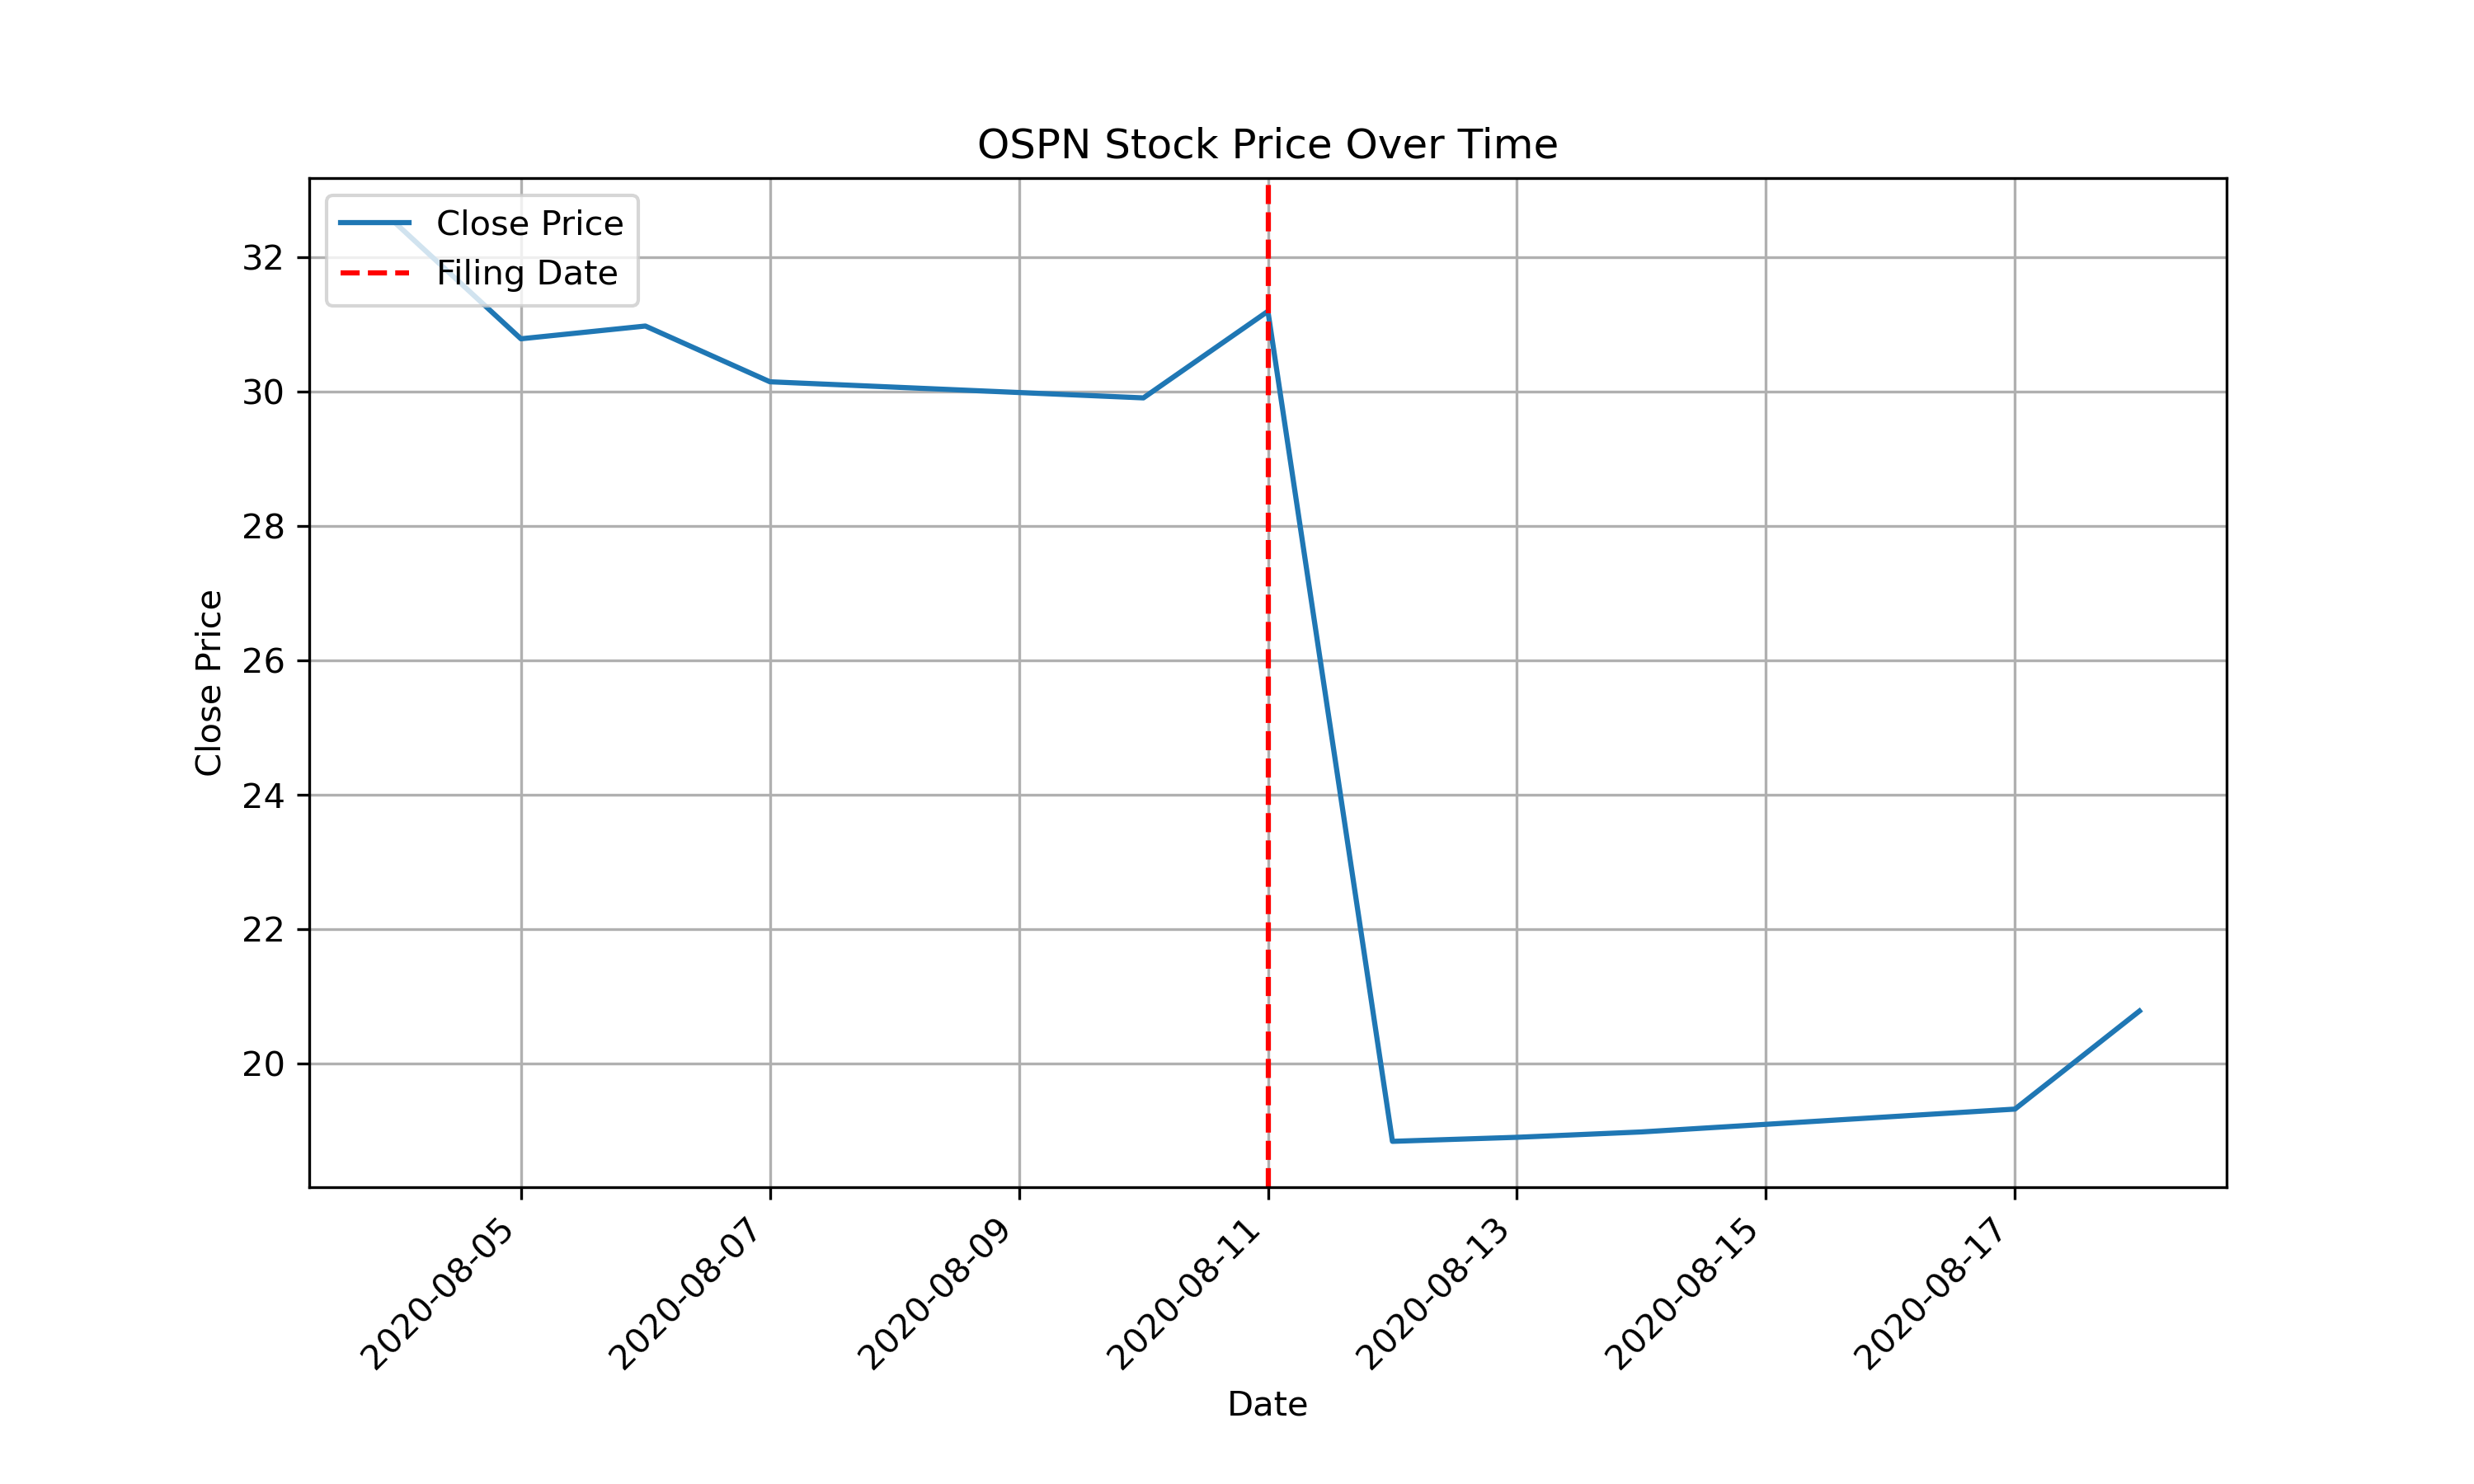 OSPN Stock Price Over Time
Close Price
Filing Date
32
30
28
26
24
22
20
Close Price
2020-08-05
2020-08-07
2020-08-09
2020-08-11
2020-08-13
2020-08-15
2020-08-17
Date